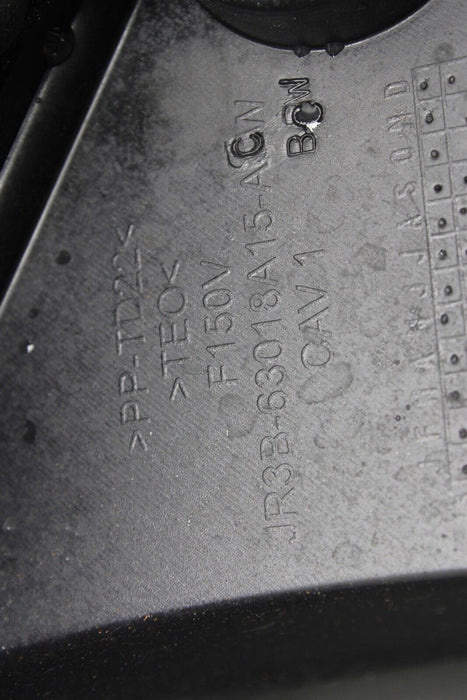 >PP-TD22<
>TEO<
F150V
JR3B-63018A15-ACW
CAV 1
BCW
J F M A M J J A S O N D